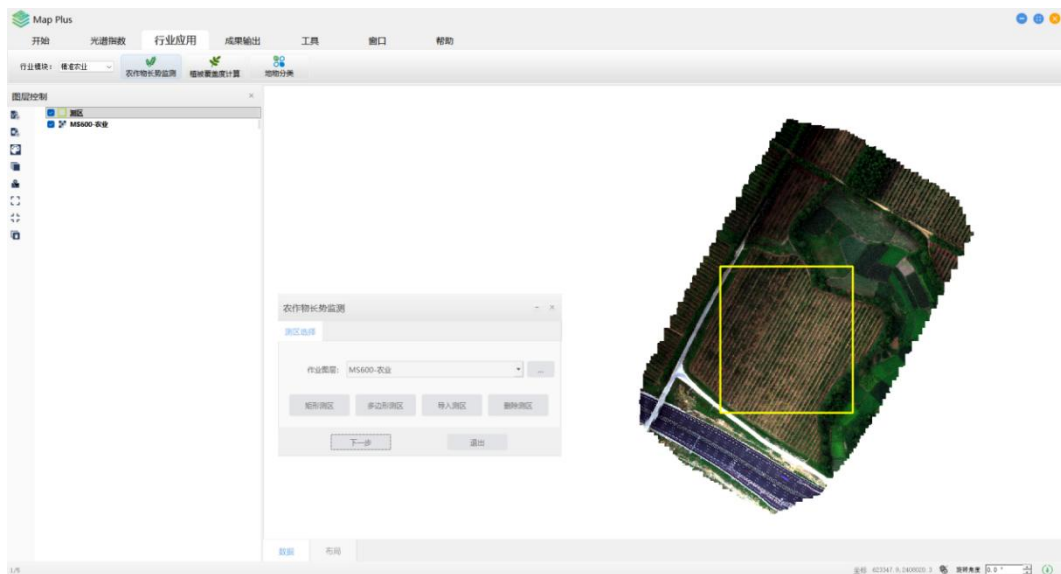 Map Plus
开始 光谱指数 行业应用 成果输出 工具 窗口 帮助
行业模块: 精准农业 农作物长势监测 植被覆盖度计算 地物分类
图层控制
测区
MS600-农业
农作物长势监测
测区选择
作业图层: MS600-农业 ...
矩形测区 多边形测区 导入测区 删除测区
下一步 退出
数据 布局
坐标 旋转角度 0.0 °